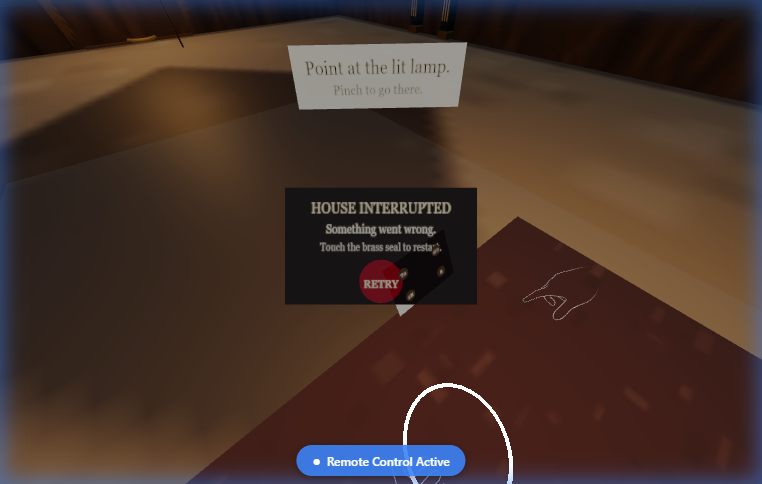 Point at the lit lamp.
Pinch to go there.
HOUSE INTERRUPTED
Something went wrong.
Touch the brass seal to restart.
RETRY
Remote Control Active